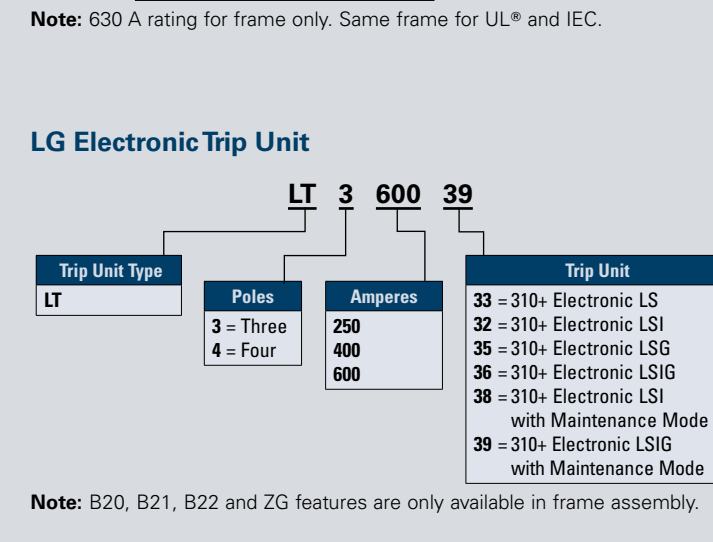 Note: 630 A rating for frame only. Same frame for UL® and IEC.
LG Electronic Trip Unit
LT 3 600 39
Trip Unit Type
LT
Poles
3 = Three
4 = Four
Amperes
250
400
600
Trip Unit
33 = 310+ Electronic LS
32 = 310+ Electronic LSI
35 = 310+ Electronic LSG
36 = 310+ Electronic LSIG
38 = 310+ Electronic LSI
with Maintenance Mode
39 = 310+ Electronic LSIG
with Maintenance Mode
Note: B20, B21, B22 and ZG features are only available in frame assembly.